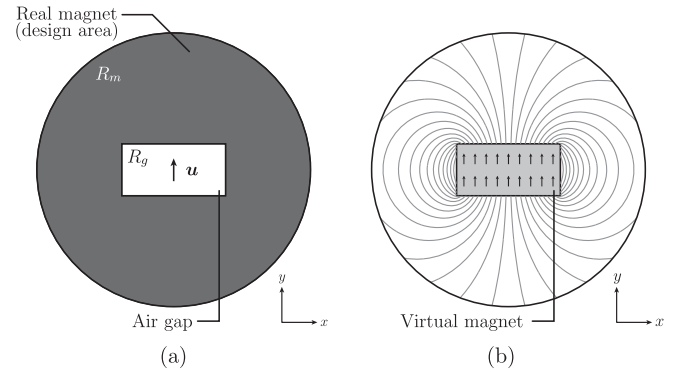 Real magnet
(design area)
R_m
R_g
u
y
x
Air gap
(a)
y
x
Virtual magnet
(b)